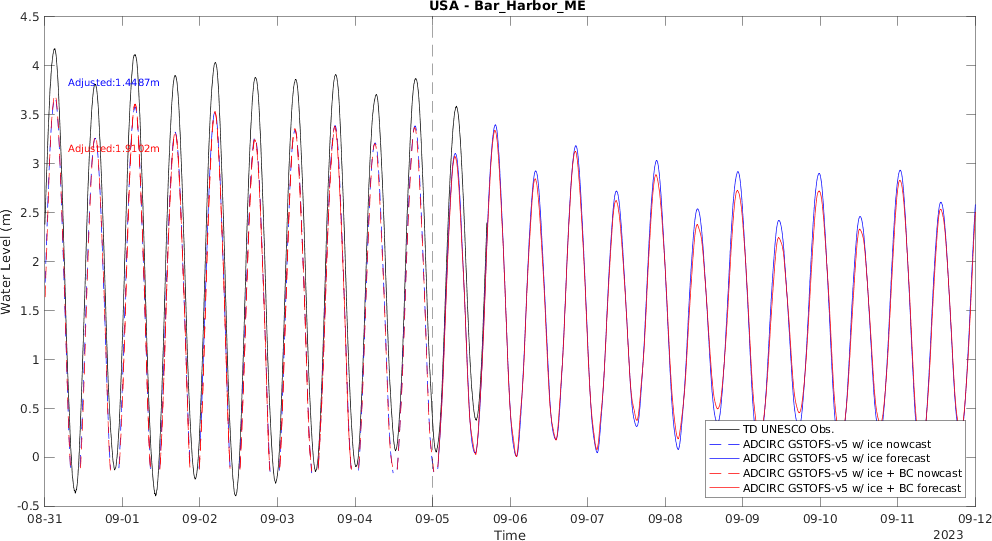 USA - Bar_Harbor_ME
4.5
4
3.5
3
2.5
2
1.5
1
0.5
0
-0.5
Water Level (m)
Adjusted:1.4487m
Adjusted:1.9102m
TD UNESCO Obs.
ADCIRC GSTOFS-v5 w/ ice nowcast
ADCIRC GSTOFS-v5 w/ ice forecast
ADCIRC GSTOFS-v5 w/ ice + BC nowcast
ADCIRC GSTOFS-v5 w/ ice + BC forecast
08-31 09-01 09-02 09-03 09-04 09-05 09-06 09-07 09-08 09-09 09-10 09-11 09-12
Time
2023